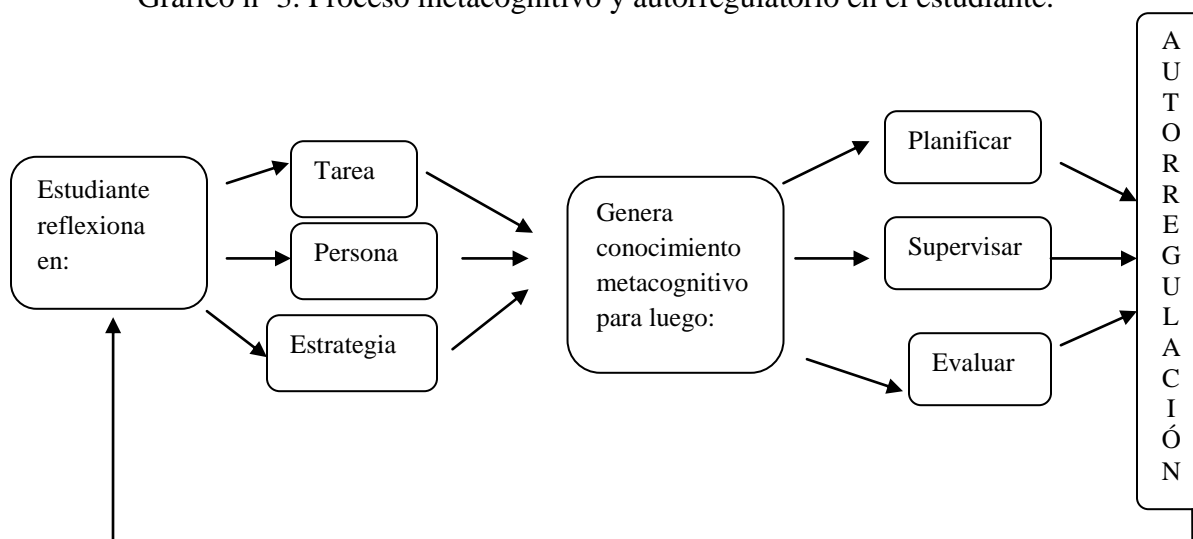 Gráfico nº 3. Proceso metacognitivo y autorregulatorio en el estudiante.
Estudiante
reflexiona
en:
Tarea
Persona
Estrategia
Genera
conocimiento
metacognitivo
para luego:
Planificar
Supervisar
Evaluar
A
U
T
O
R
R
E
G
U
L
A
C
I
Ó
N